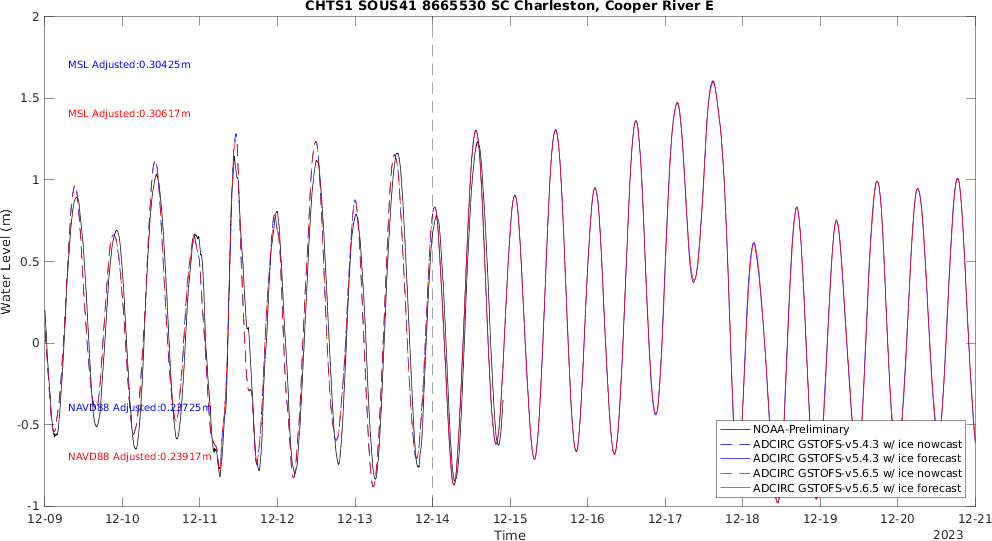 CHTS1 SOUS41 8665530 SC Charleston, Cooper River E
Water Level (m)
2
1.5
1
0.5
0
-0.5
-1
MSL Adjusted:0.30425m
MSL Adjusted:0.30617m
NAVD88 Adjusted:0.23725m
NAVD88 Adjusted:0.23917m
NOAA-Preliminary
ADCIRC GSTOFS-v5.4.3 w/ ice nowcast
ADCIRC GSTOFS-v5.4.3 w/ ice forecast
ADCIRC GSTOFS-v5.6.5 w/ ice nowcast
ADCIRC GSTOFS-v5.6.5 w/ ice forecast
12-09 12-10 12-11 12-12 12-13 12-14 12-15 12-16 12-17 12-18 12-19 12-20 12-21
Time
2023